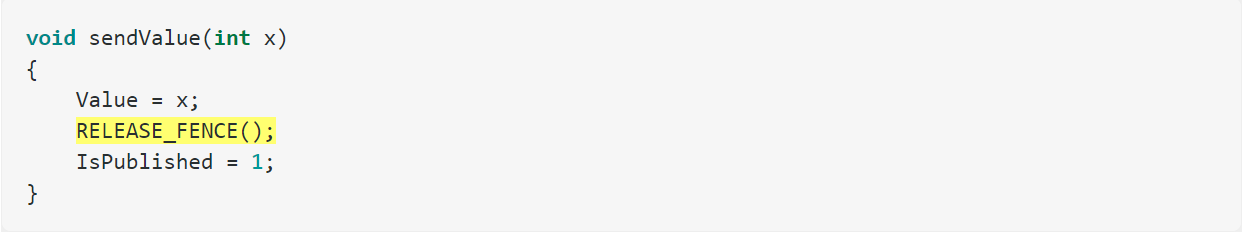 void sendValue(int x)
{
    Value = x;
    RELEASE_FENCE();
    IsPublished = 1;
}